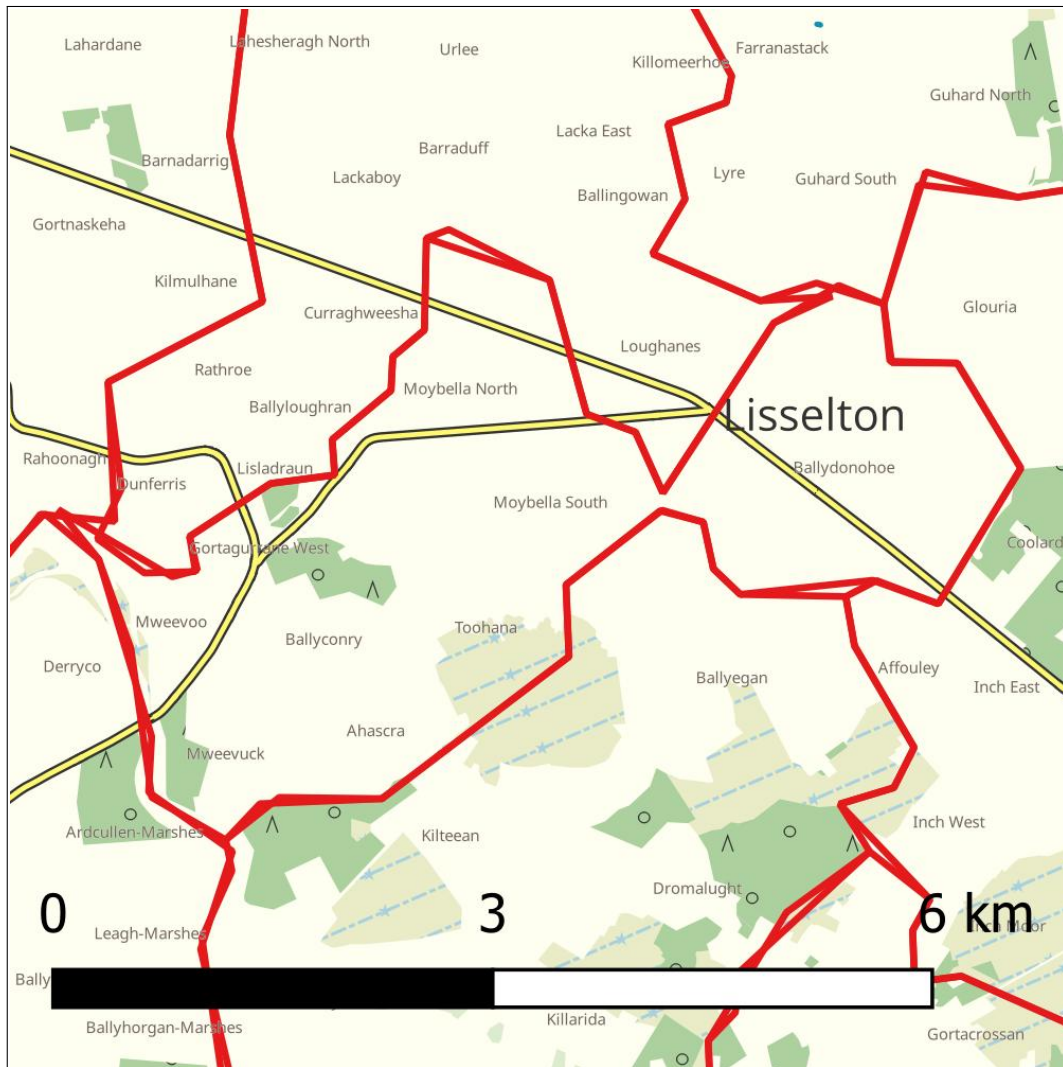 Lahardane
Lahesheragh North
Urlee
Killomeerhoe
Farranastack
Guhard North
Barnadarrig
Barraduff
Lacka East
Lackaboy
Lyre
Guhard South
Ballingowan
Gortnaskeha
Kilmulhane
Curraghweesha
Glouria
Loughanes
Rathroe
Moybella North
Ballyloughran
Lisselton
Rahoonagh
Lisladraun
Ballydonohoe
Dunferris
Moybella South
West
Coolard
Mweevoo
Toohana
Ballyconry
Derryco
Affouley
Ballyegan
Inch East
Ahascra
Mweevuck
Inch West
Ardcullen-Marshes
Kilteean
Dromalught
0 3 6 km
Leagh-Marshes
Moor
Bally
Killarida
Ballyhorgan-Marshes
Gortacrossan